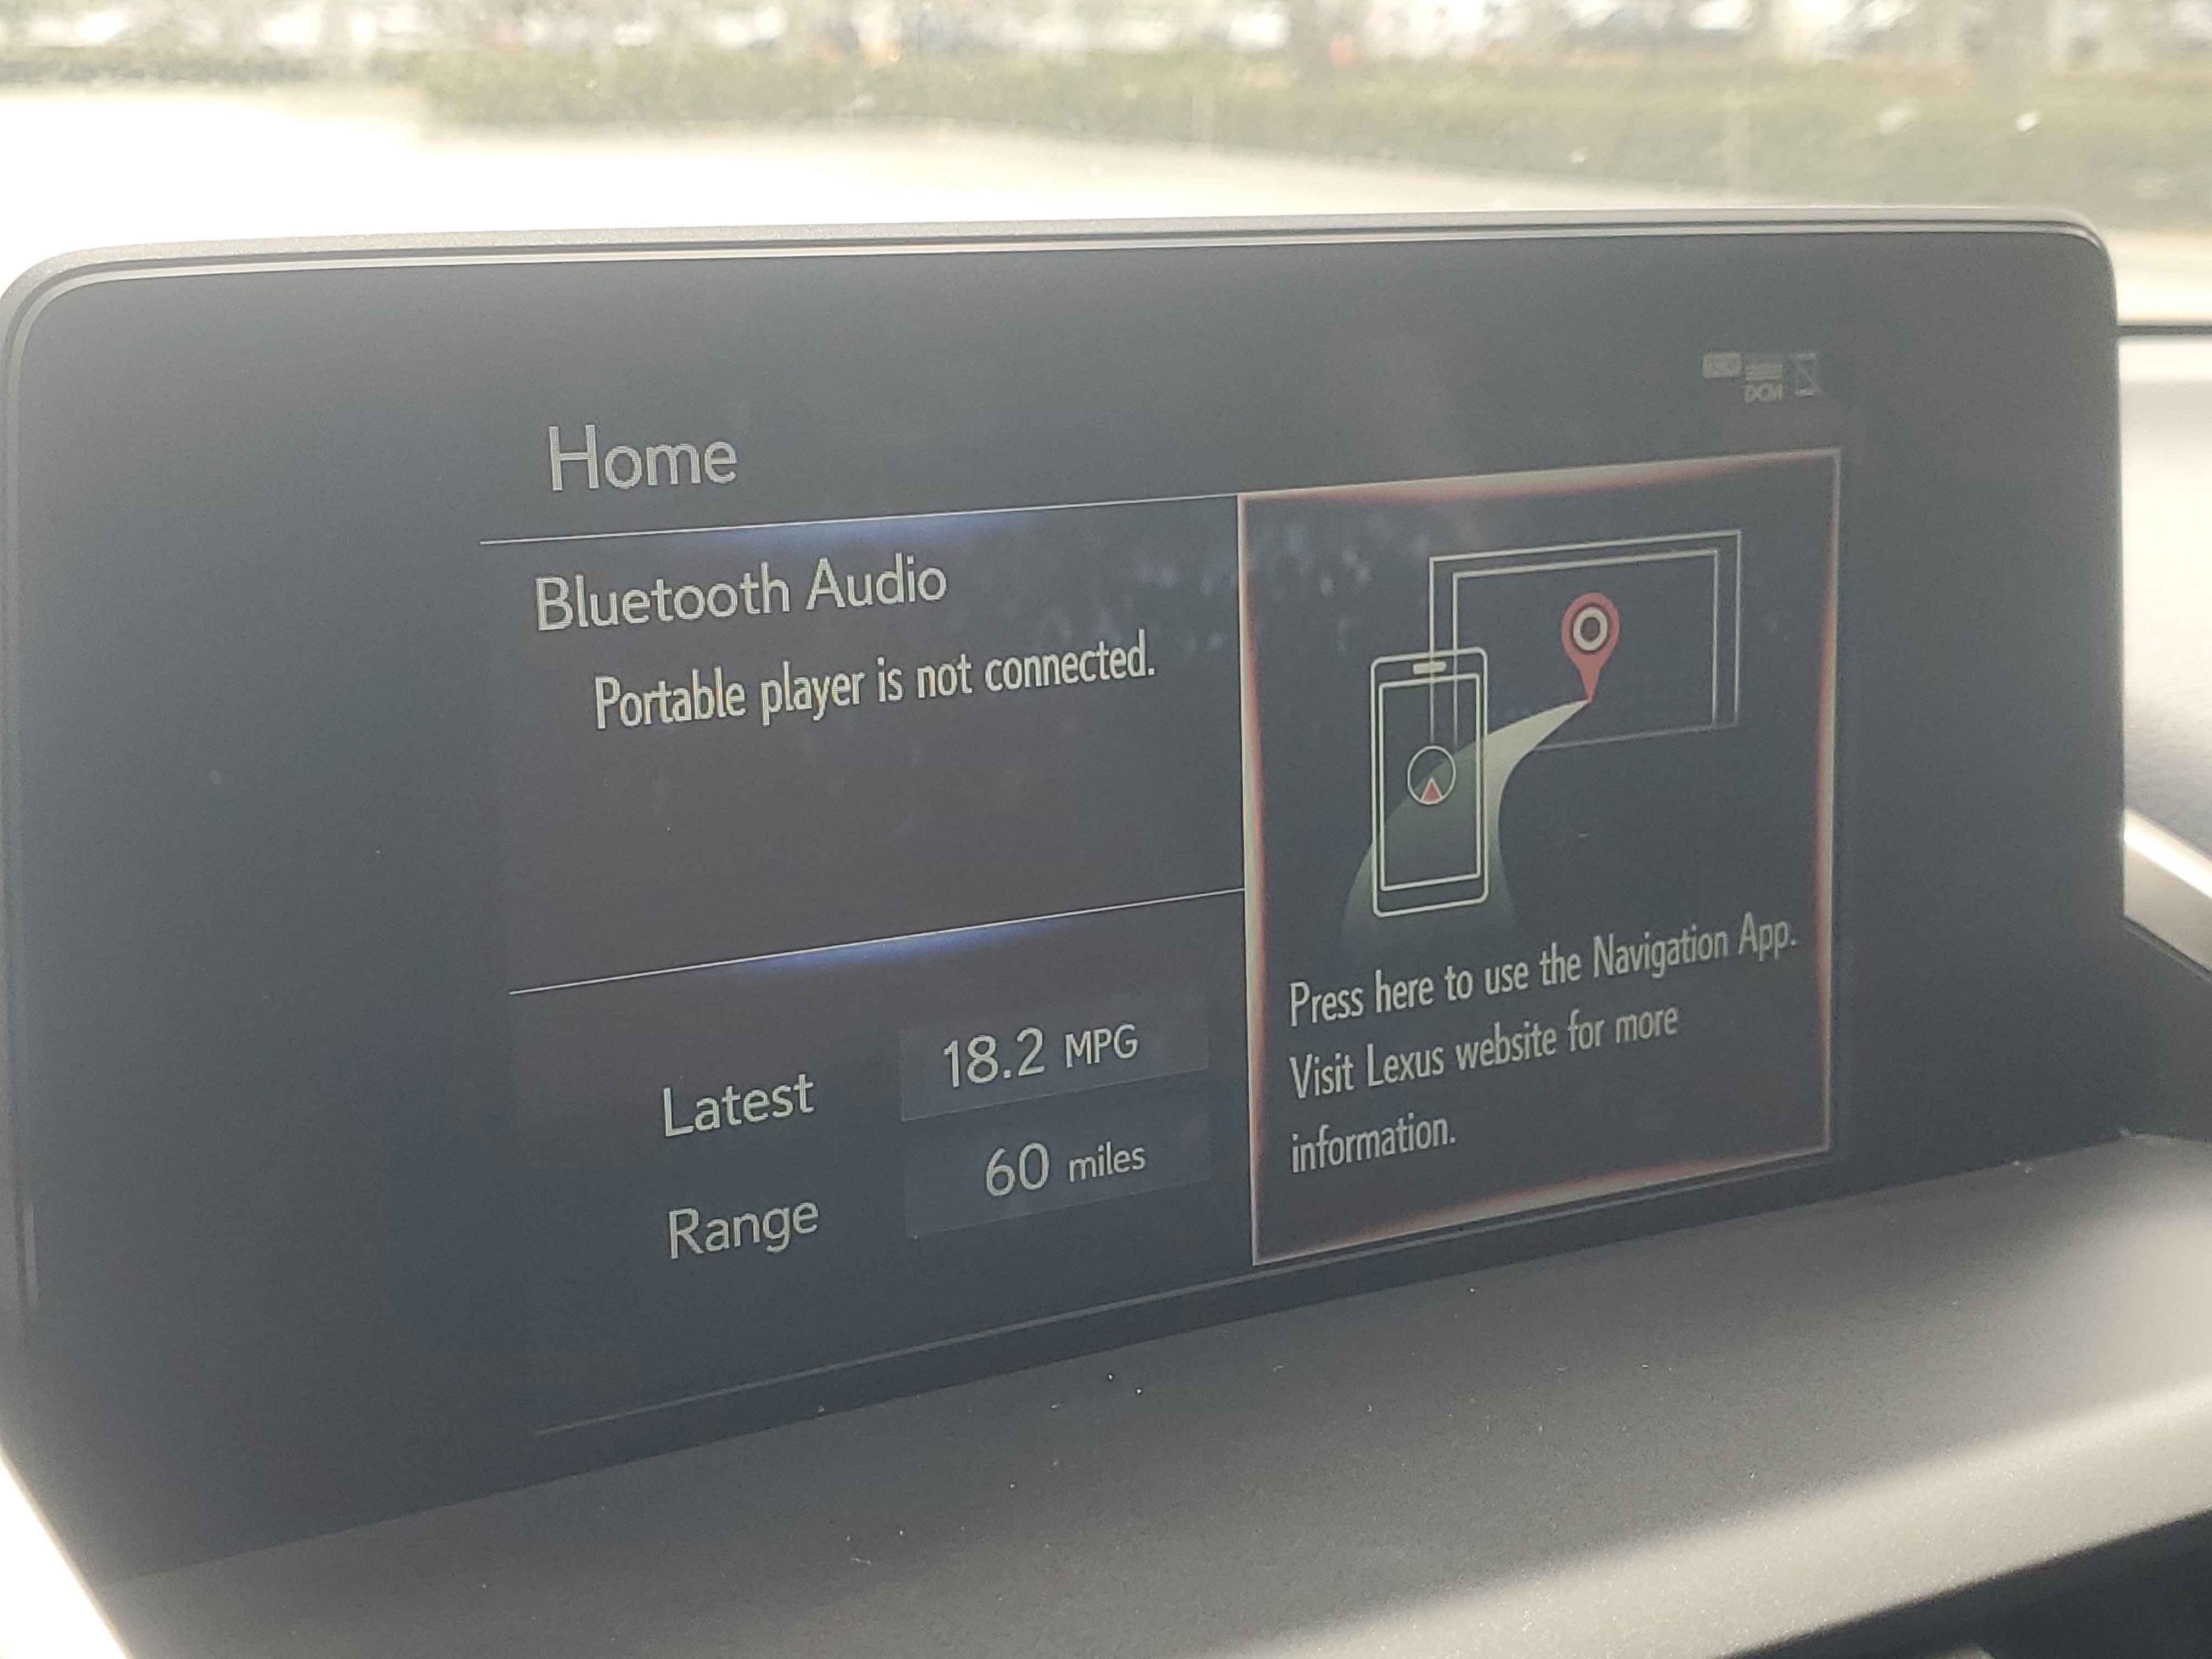 Home
DCM
Bluetooth Audio
Portable player is not connected.
Latest
18.2 MPG
Range
60 miles
Press here to use the Navigation App.
Visit Lexus website for more
information.